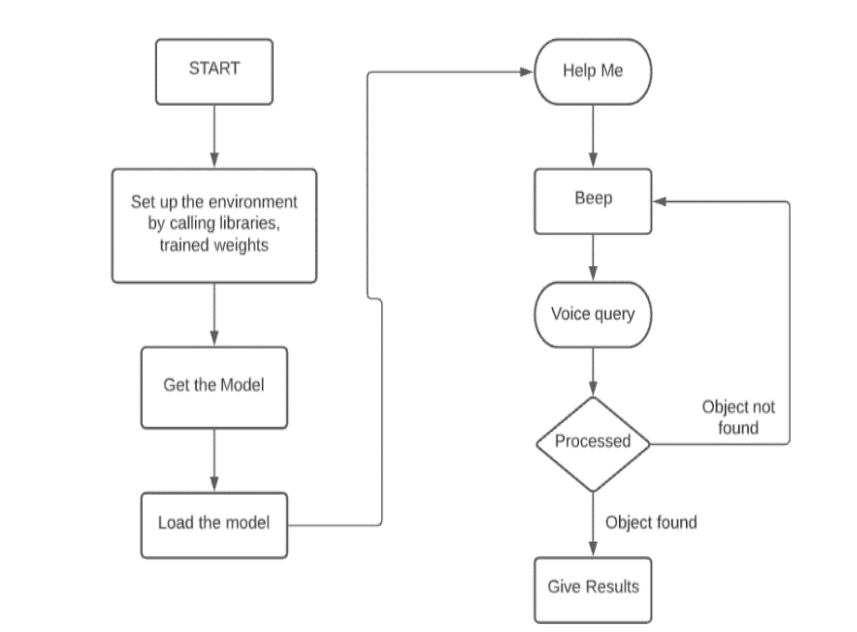 START
Set up the environment
by calling libraries,
trained weights
Get the Model
Load the model
Help Me
Beep
Voice query
Processed
Object not
found
Object found
Give Results